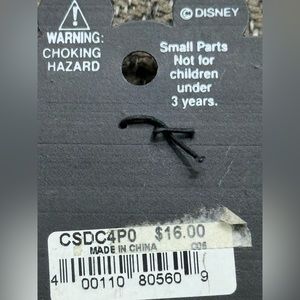 © DISNEY
WARNING:
CHOKING
HAZARD
Small Parts
Not for
children
under
3 years.
CSDC4P0 $16.00
MADE IN CHINA C06
4 00110 80560 9